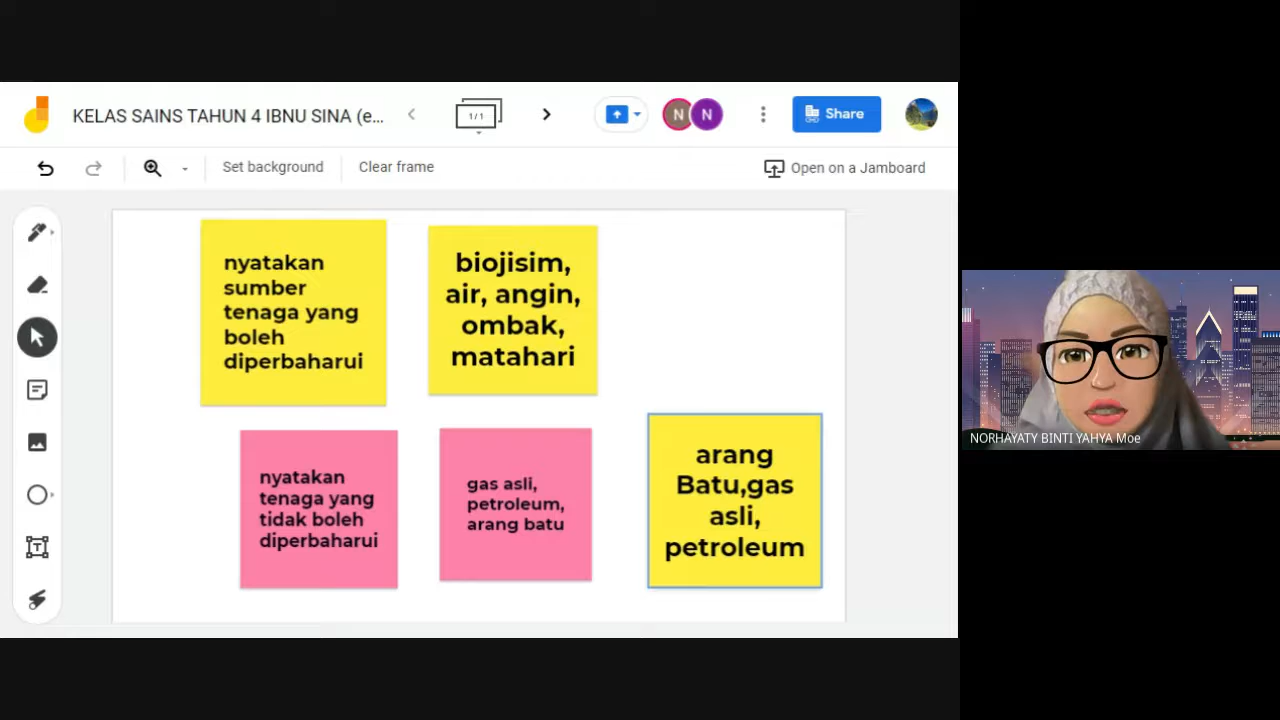 KELAS SAINS TAHUN 4 IBNU SINA (e...
1/1
N
N
Share
Set background
Clear frame
Open on a Jamboard
nyatakan
sumber
tenaga yang
boleh
diperbaharui
biojisim,
air, angin,
ombak,
matahari
nyatakan
tenaga yang
tidak boleh
diperbaharui
gas asli,
petroleum,
arang batu
arang
Batu,gas
asli,
petroleum
NORHAYATY BINTI YAHYA Moe